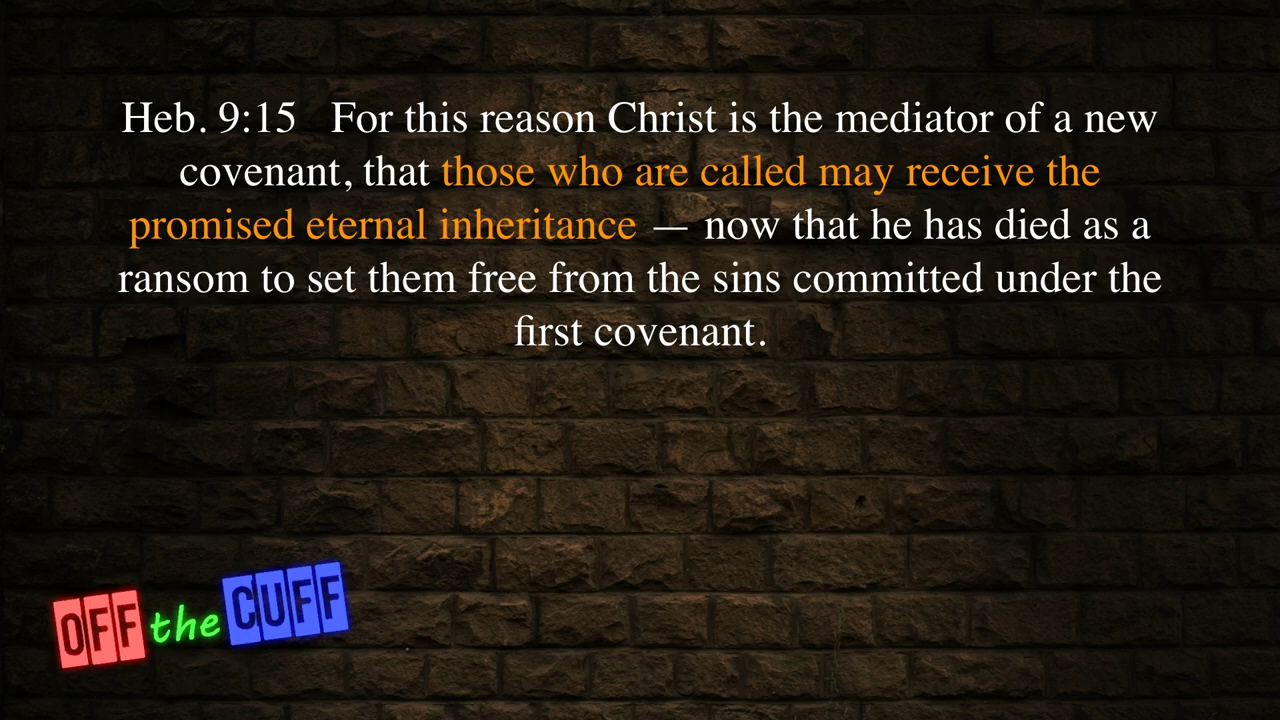 Heb. 9:15 For this reason Christ is the mediator of a new
covenant, that those who are called may receive the
promised eternal inheritance — now that he has died as a
ransom to set them free from the sins committed under the
first covenant.
OFF the CUFF